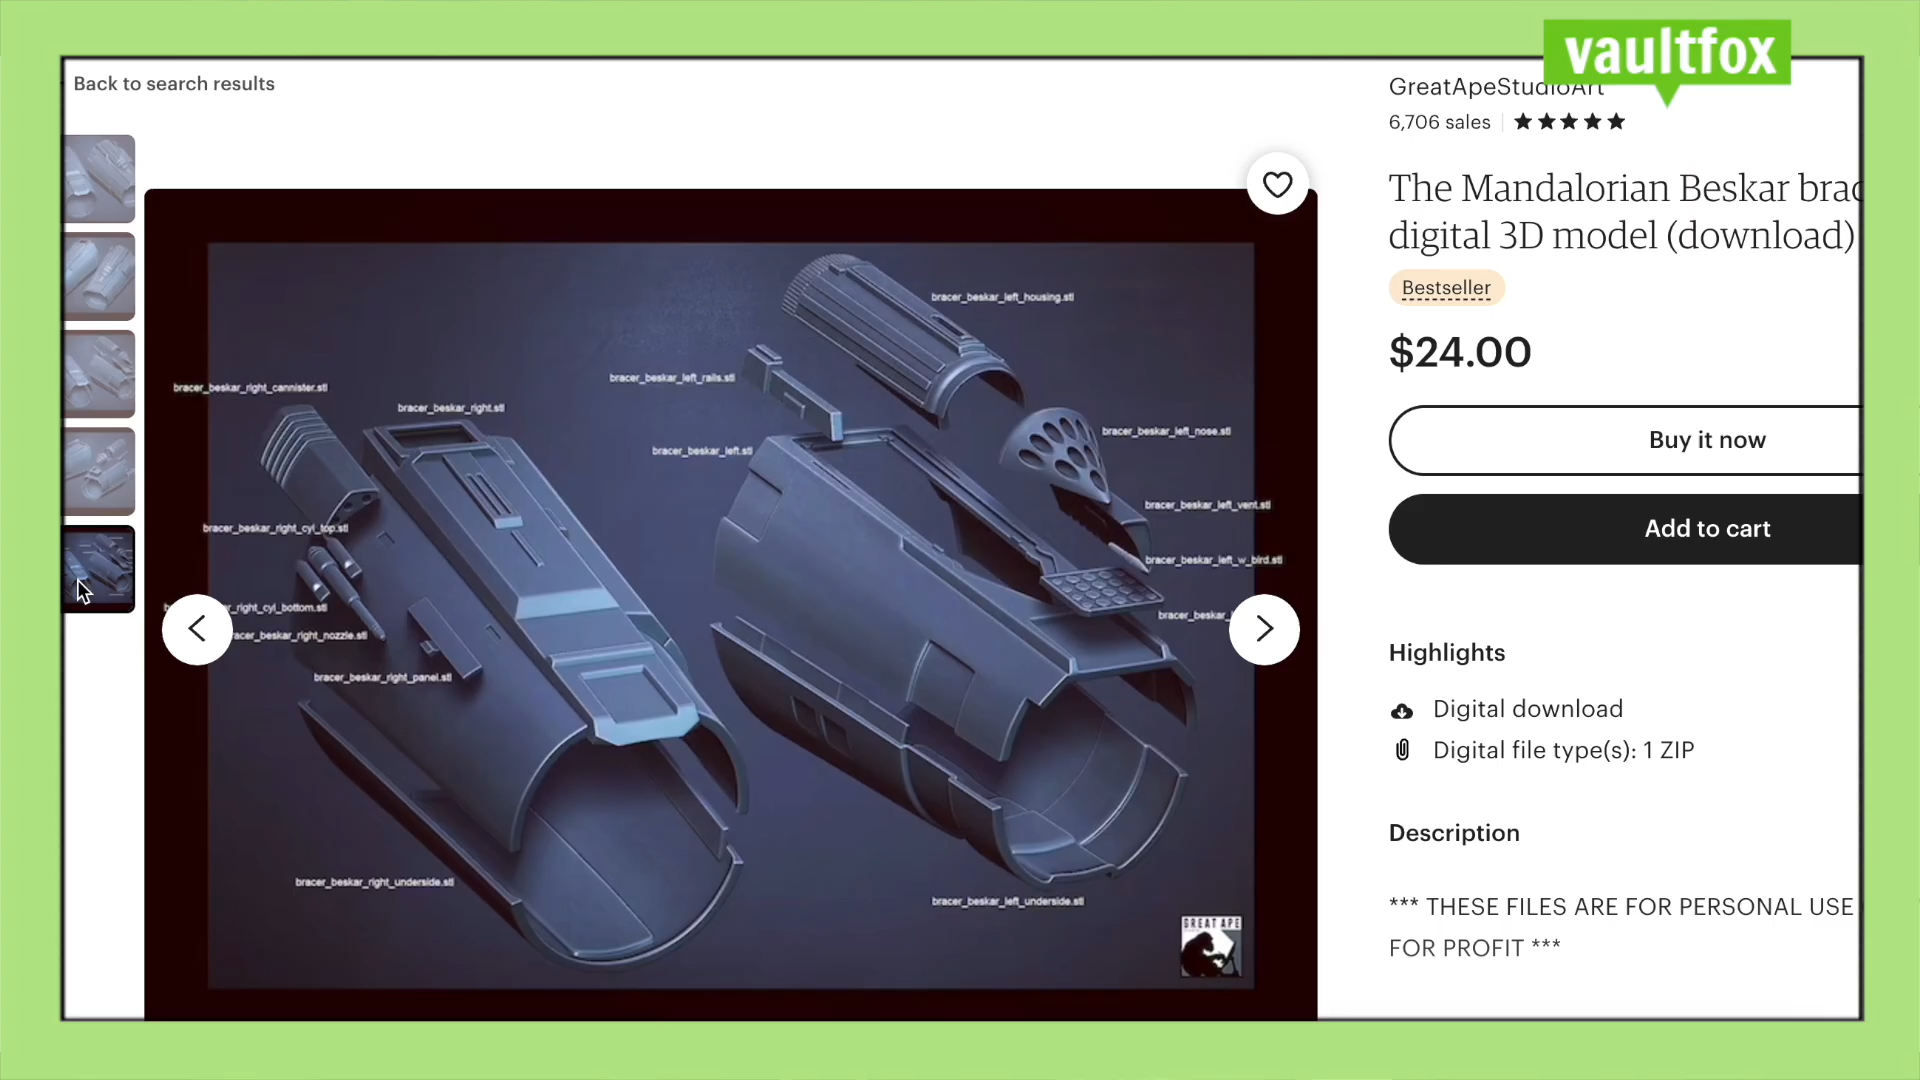 vaultfox
Back to search results
GreatApeStudioArt
6,706 sales
The Mandalorian Beskar brac
digital 3D model (download)
Bestseller
$24.00
Buy it now
Add to cart
Highlights
Digital download
Digital file type(s): 1 ZIP
Description
*** THESE FILES ARE FOR PERSONAL USE
FOR PROFIT ***
bracer_beskar_left_housing.stl
bracer_beskar_left_rails.stl
bracer_beskar_right_cannister.stl
bracer_beskar_right.stl
bracer_beskar_left_nose.stl
bracer_beskar_left.stl
bracer_beskar_left_vent.stl
bracer_beskar_right_cyl_top.stl
bracer_beskar_left_w_bird.stl
r_right_cyl_bottom.stl
bracer_beskar_
racer_beskar_right_nozzle.stl
bracer_beskar_right_panel.stl
bracer_beskar_right_underside.stl
bracer_beskar_left_underside.stl
GREAT APE